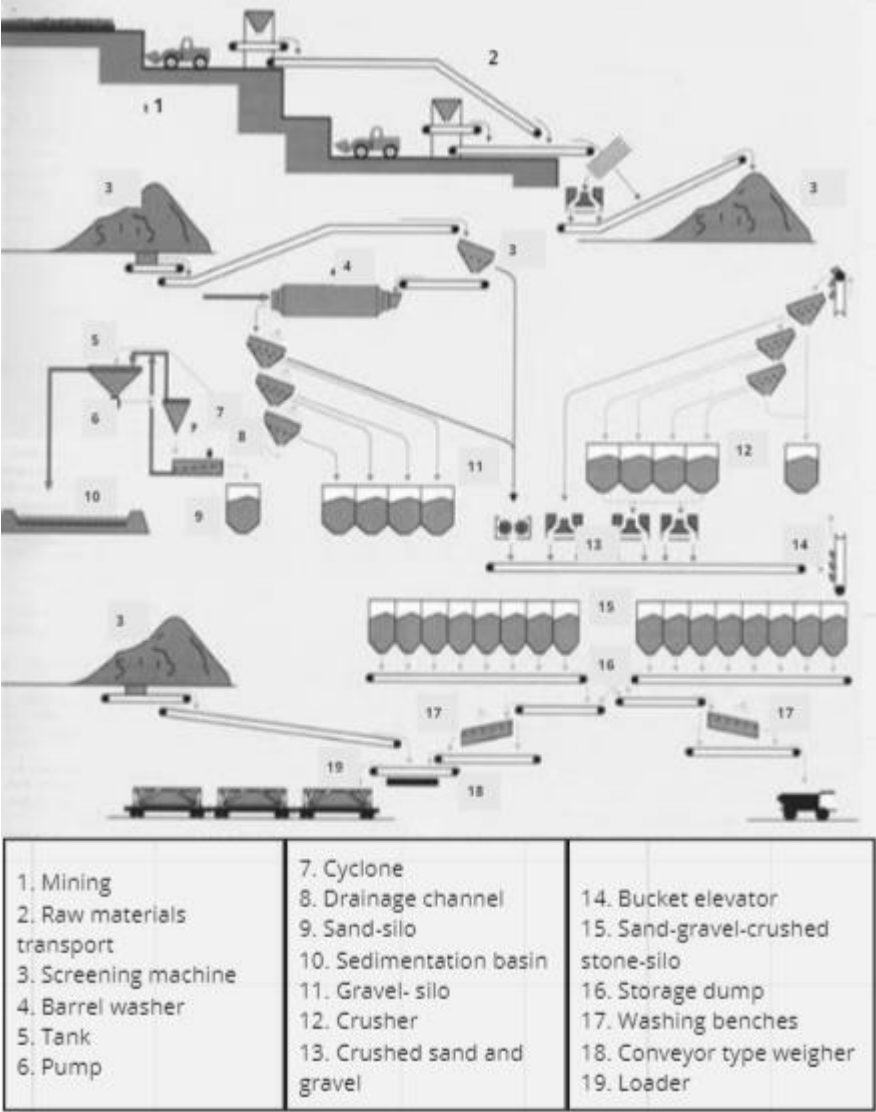 2
1
3
3
3
4
5
6
7
8
12
11
10
9
13
14
15
3
16
17
17
19
18
1. Mining
2. Raw materials
transport
3. Screening machine
4. Barrel washer
5. Tank
6. Pump
7. Cyclone
8. Drainage channel
9. Sand-silo
10. Sedimentation basin
11. Gravel- silo
12. Crusher
13. Crushed sand and
gravel
14. Bucket elevator
15. Sand-gravel-crushed
stone-silo
16. Storage dump
17. Washing benches
18. Conveyor type weigher
19. Loader